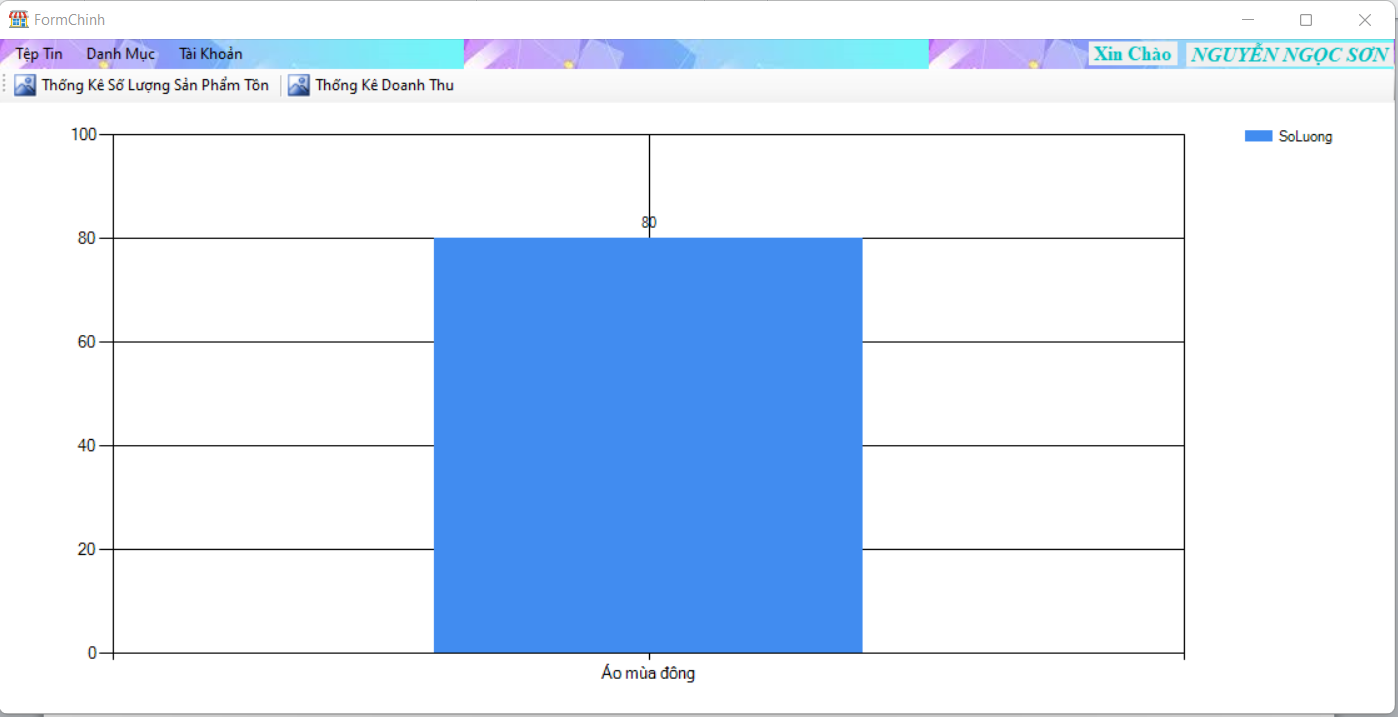 FormChinh
Tệp Tin Danh Mục Tài Khoản Xin Chào NGUYỄN NGỌC SƠN
Thống Kê Số Lượng Sản Phẩm Tồn Thống Kê Doanh Thu
SoLuong
100
80
80
60
40
20
0
Áo mùa đông